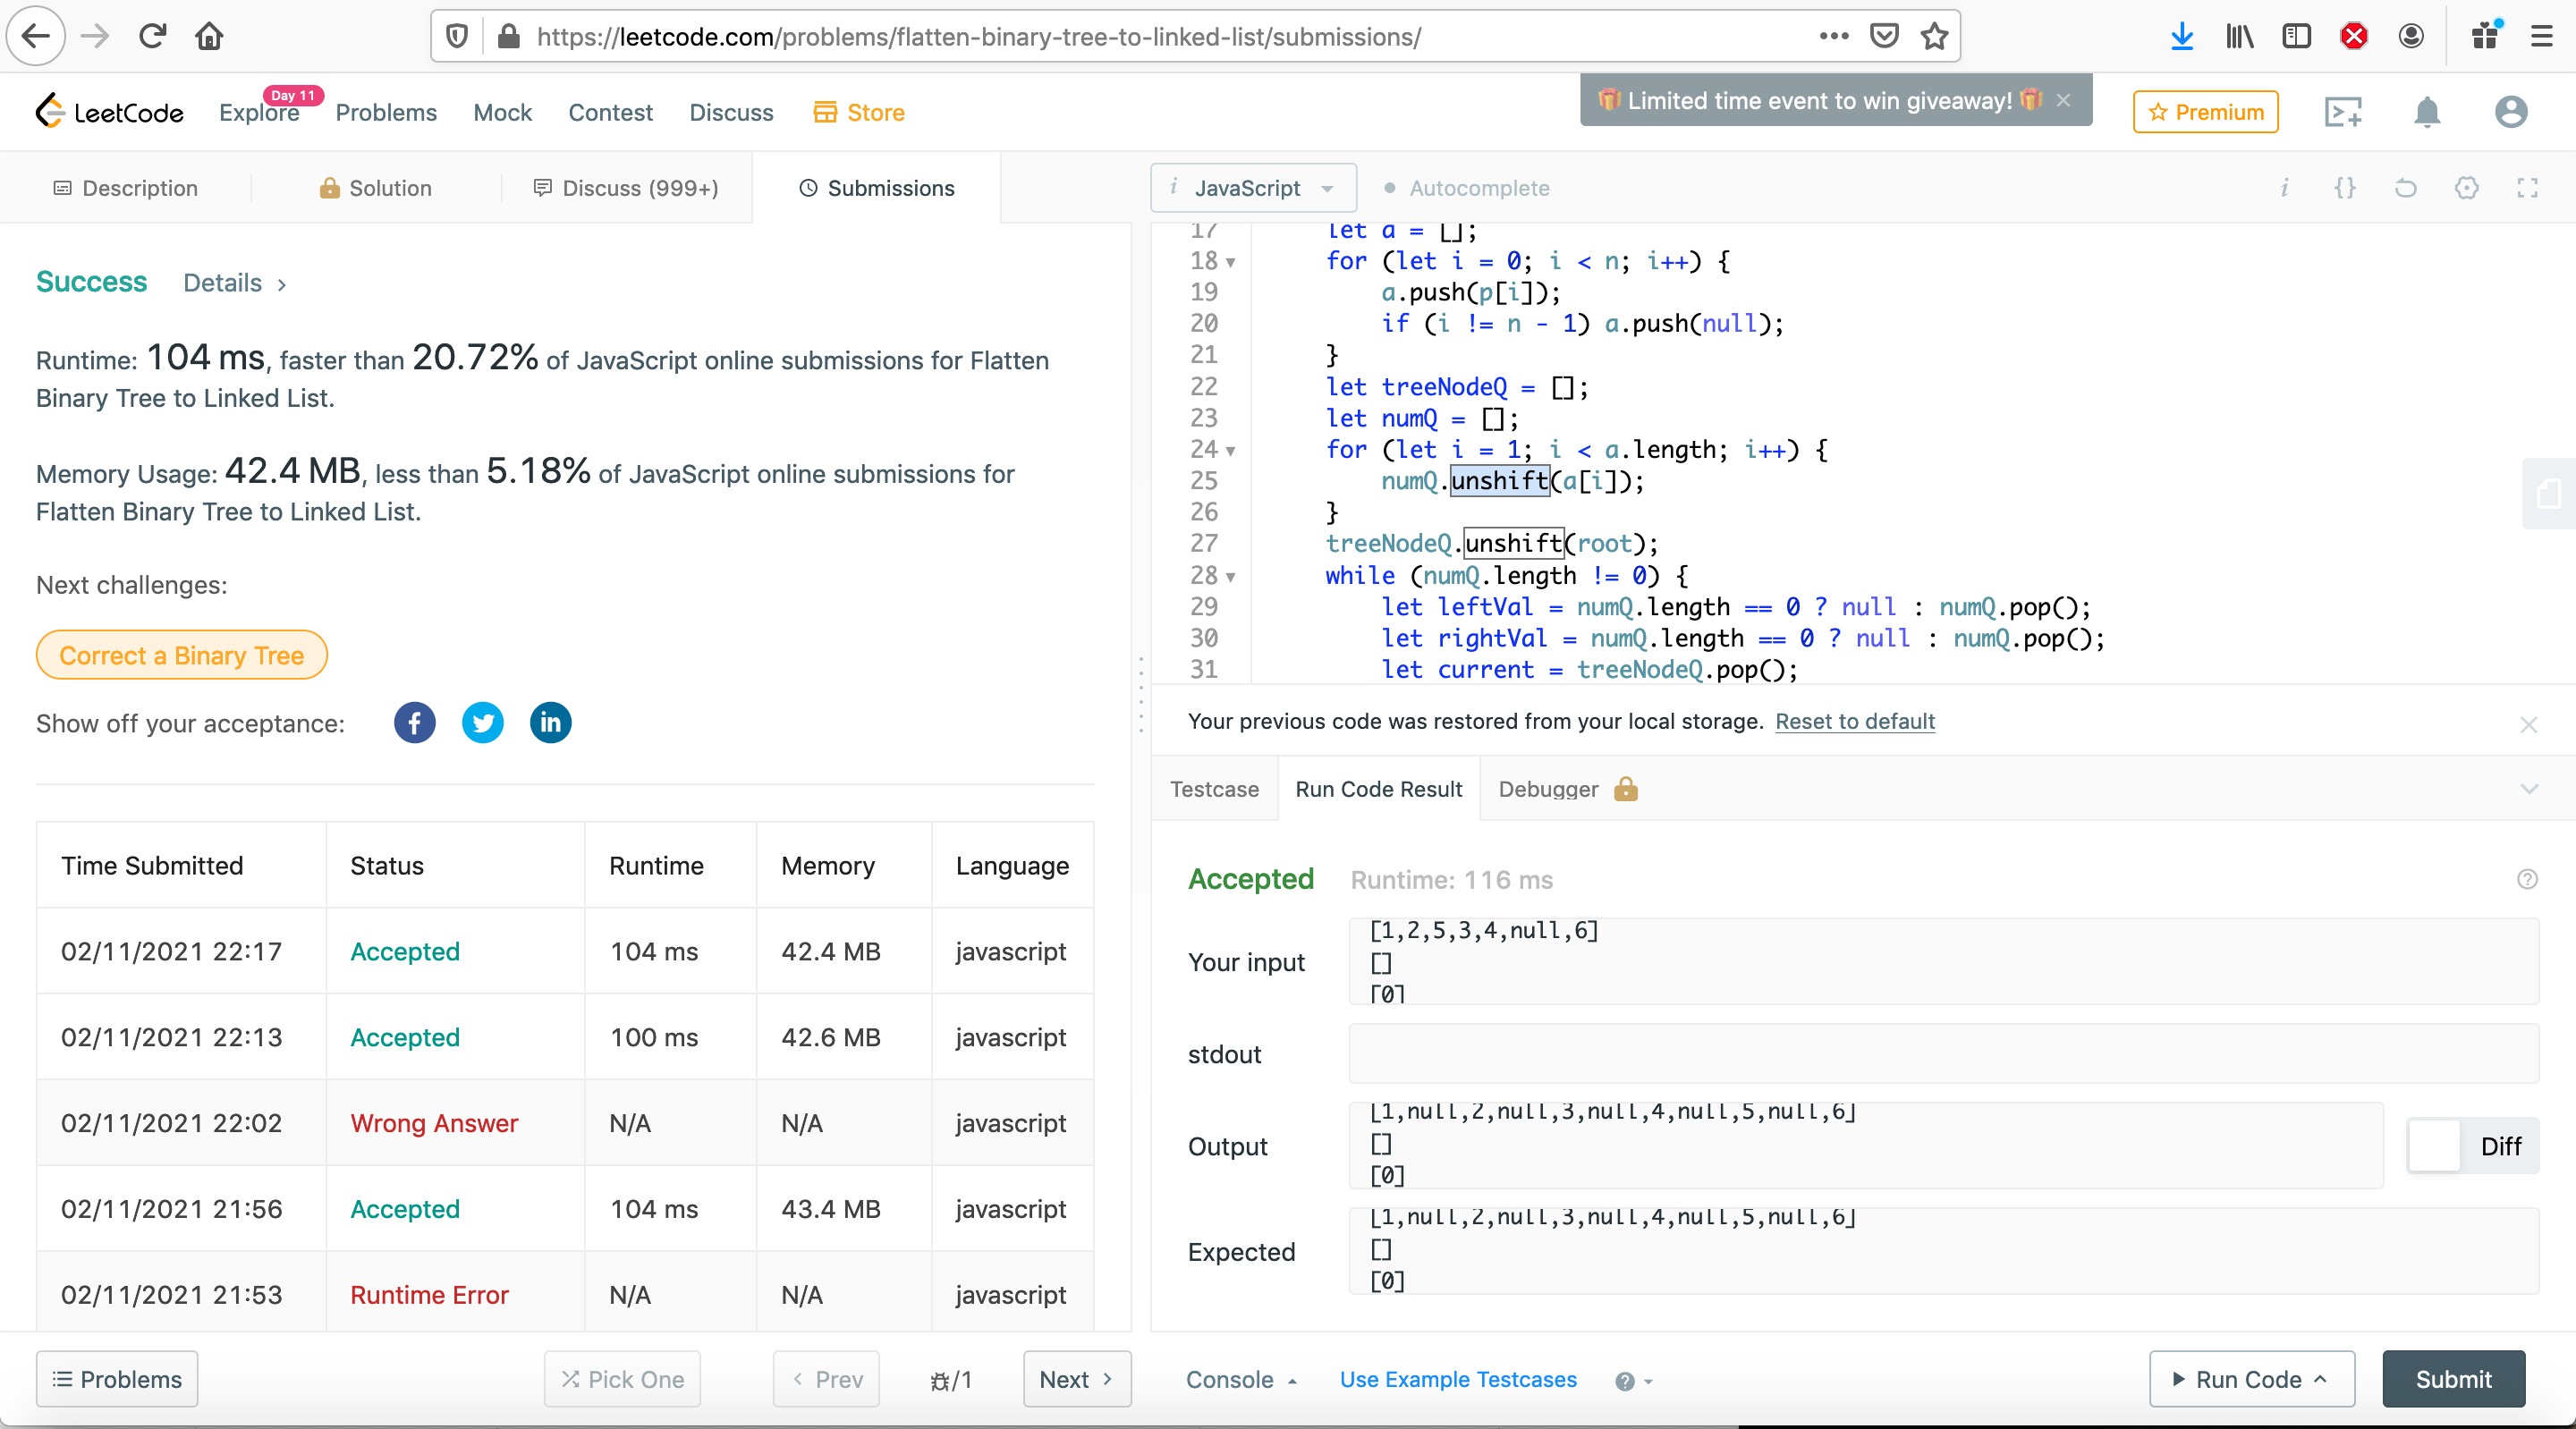 https://leetcode.com/problems/flatten-binary-tree-to-linked-list/submissions/
LeetCode
Explore
Day 11
Problems
Mock
Contest
Discuss
Store
Limited time event to win giveaway!
Premium
Description
Solution
Discuss (999+)
Submissions
i JavaScript
Autocomplete
Success Details
Runtime: 104 ms, faster than 20.72% of JavaScript online submissions for Flatten
Binary Tree to Linked List.
Memory Usage: 42.4 MB, less than 5.18% of JavaScript online submissions for
Flatten Binary Tree to Linked List.
Next challenges:
Correct a Binary Tree
Show off your acceptance:
Time Submitted Status Runtime Memory Language
02/11/2021 22:17 Accepted 104 ms 42.4 MB javascript
02/11/2021 22:13 Accepted 100 ms 42.6 MB javascript
02/11/2021 22:02 Wrong Answer N/A N/A javascript
02/11/2021 21:56 Accepted 104 ms 43.4 MB javascript
02/11/2021 21:53 Runtime Error N/A N/A javascript
Problems
Pick One
Prev
/1
Next
17 let a = [];
18 for (let i = 0; i < n; i++) {
19 a.push(p[i]);
20 if (i != n - 1) a.push(null);
21 }
22 let treeNodeQ = [];
23 let numQ = [];
24 for (let i = 1; i < a.length; i++) {
25 numQ.unshift(a[i]);
26 }
27 treeNodeQ.unshift(root);
28 while (numQ.length != 0) {
29 let leftVal = numQ.length == 0 ? null : numQ.pop();
30 let rightVal = numQ.length == 0 ? null : numQ.pop();
31 let current = treeNodeQ.pop();
Your previous code was restored from your local storage. Reset to default
Testcase
Run Code Result
Debugger
Accepted Runtime: 116 ms
Your input
[1,2,5,3,4,null,6]
[]
[0]
stdout
Output
[1,null,2,null,3,null,4,null,5,null,6]
[]
[0]
Diff
Expected
[1,null,2,null,3,null,4,null,5,null,6]
[]
[0]
Console
Use Example Testcases
Run Code
Submit